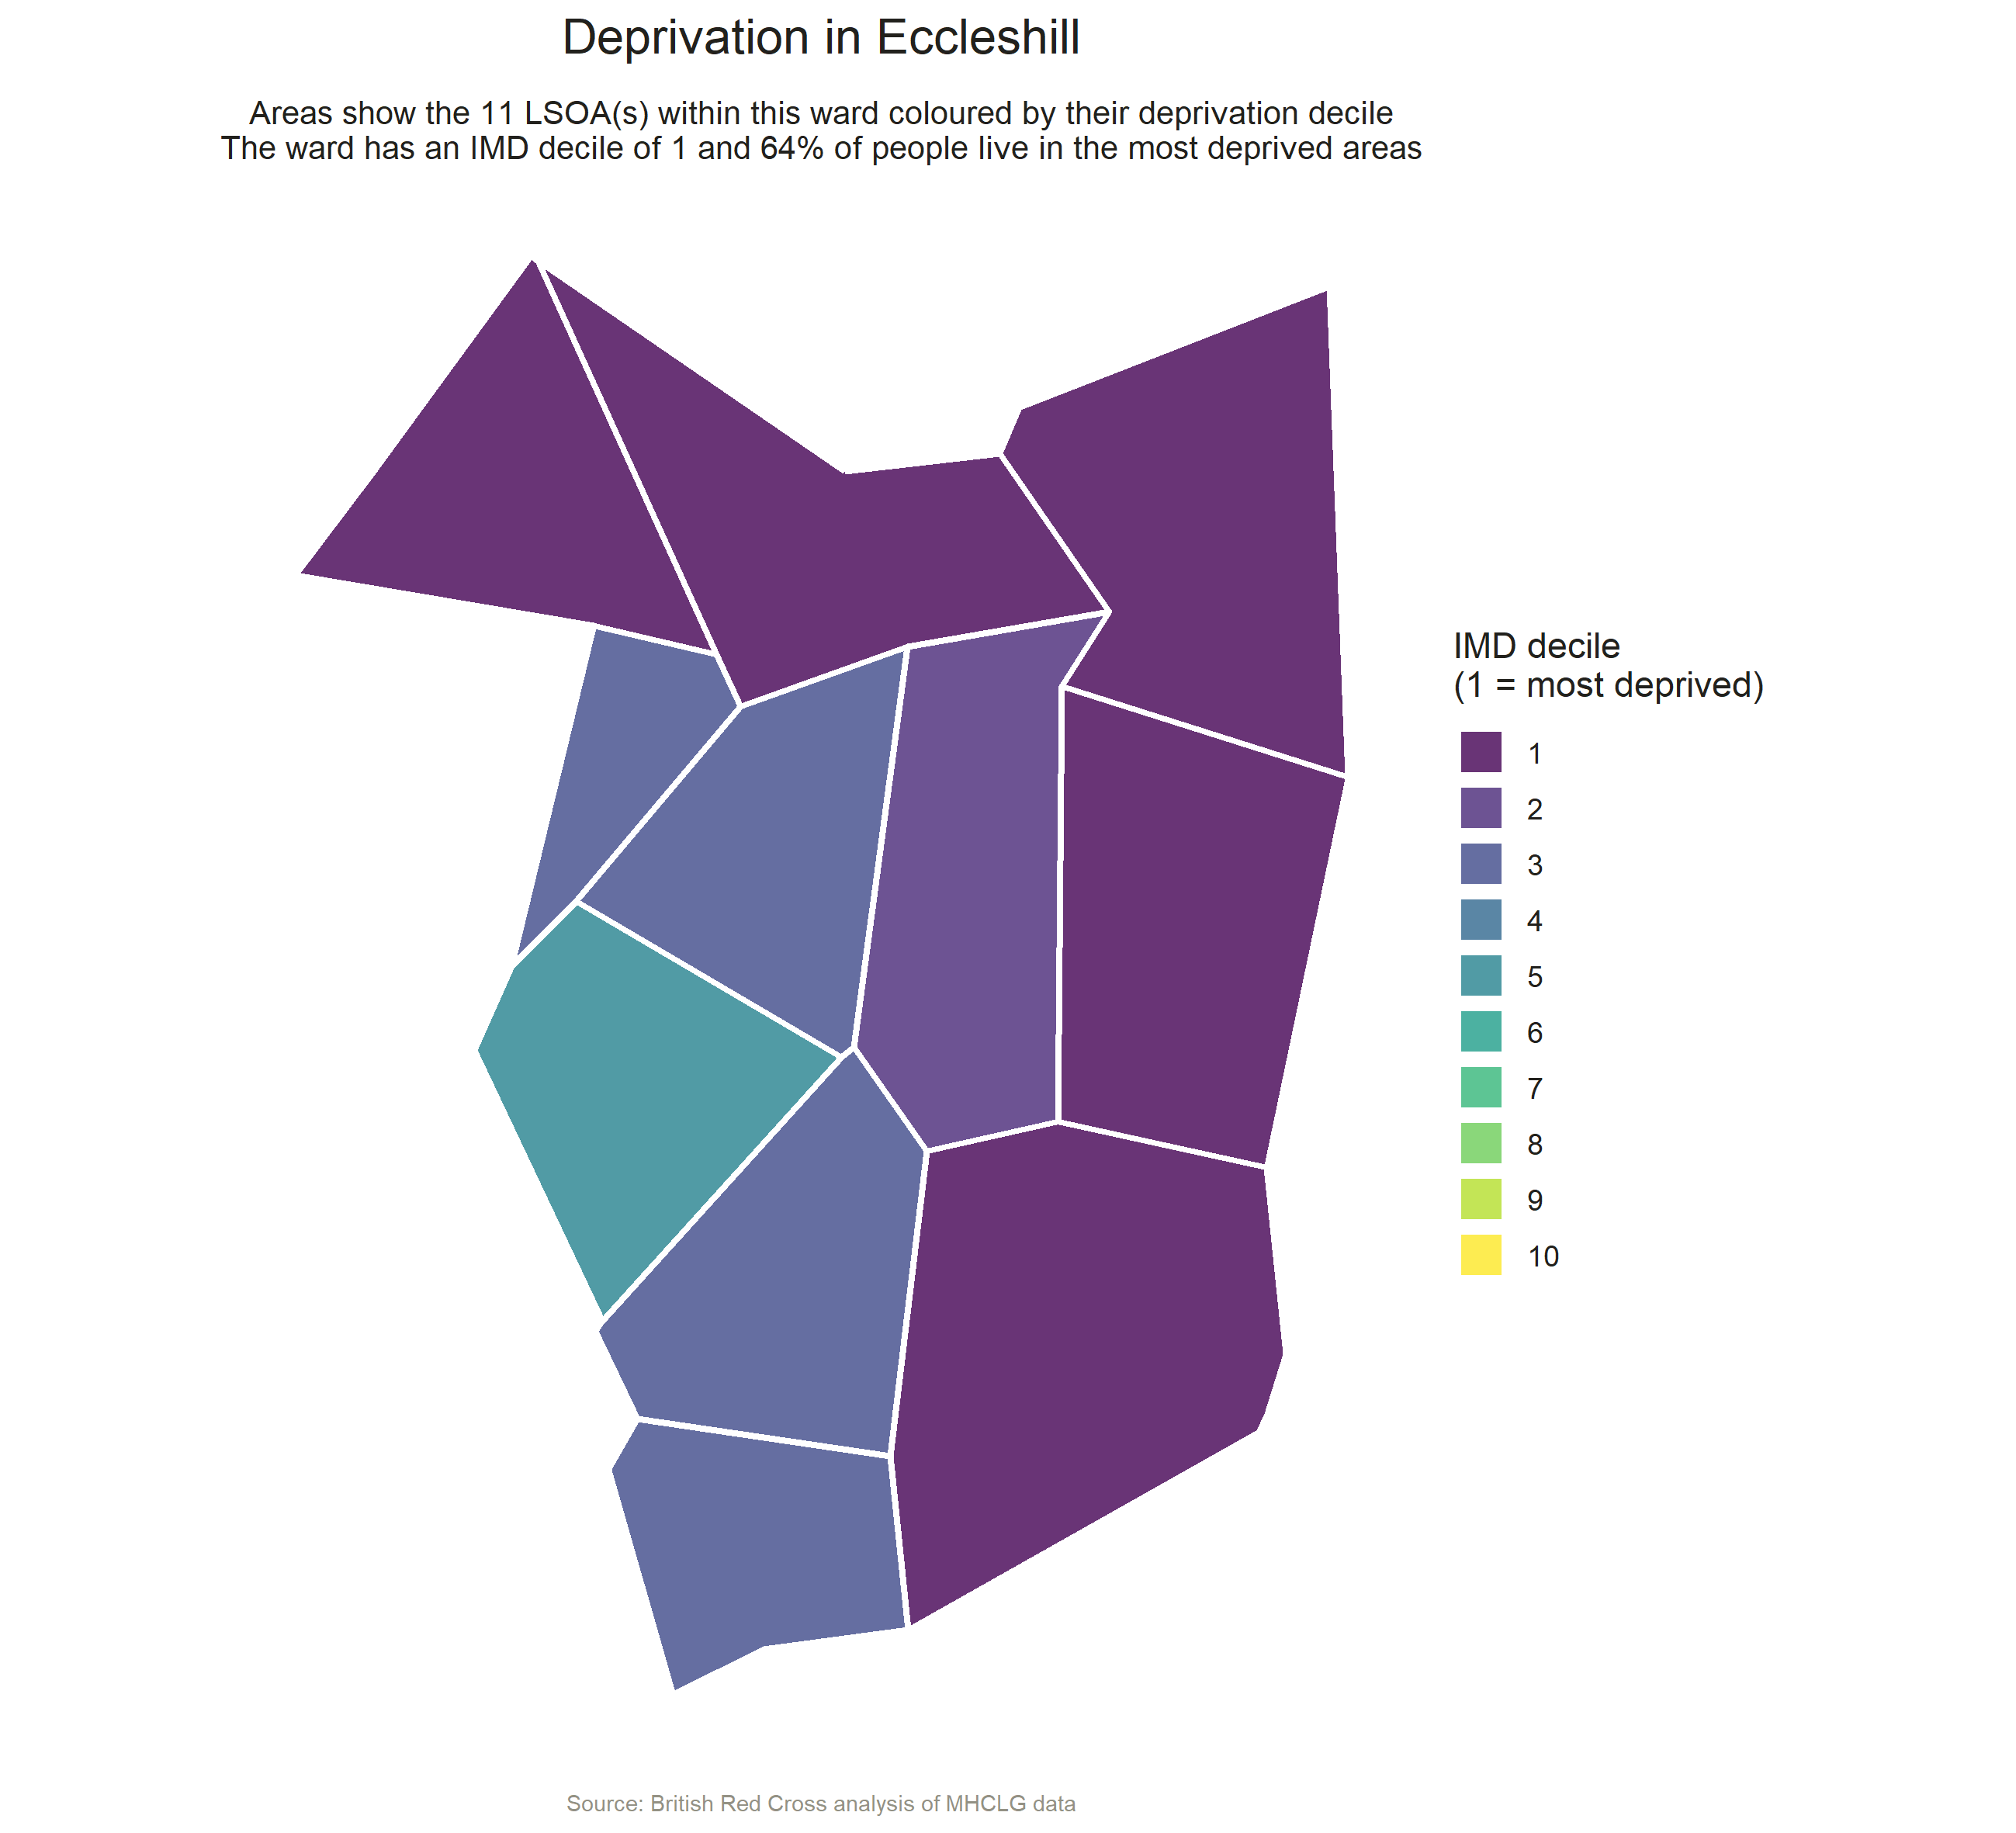 Deprivation in Eccleshill
Areas show the 11 LSOA(s) within this ward coloured by their deprivation decile
The ward has an IMD decile of 1 and 64% of people live in the most deprived areas
IMD decile
(1 = most deprived)
1
2
3
4
5
6
7
8
9
10
Source: British Red Cross analysis of MHCLG data